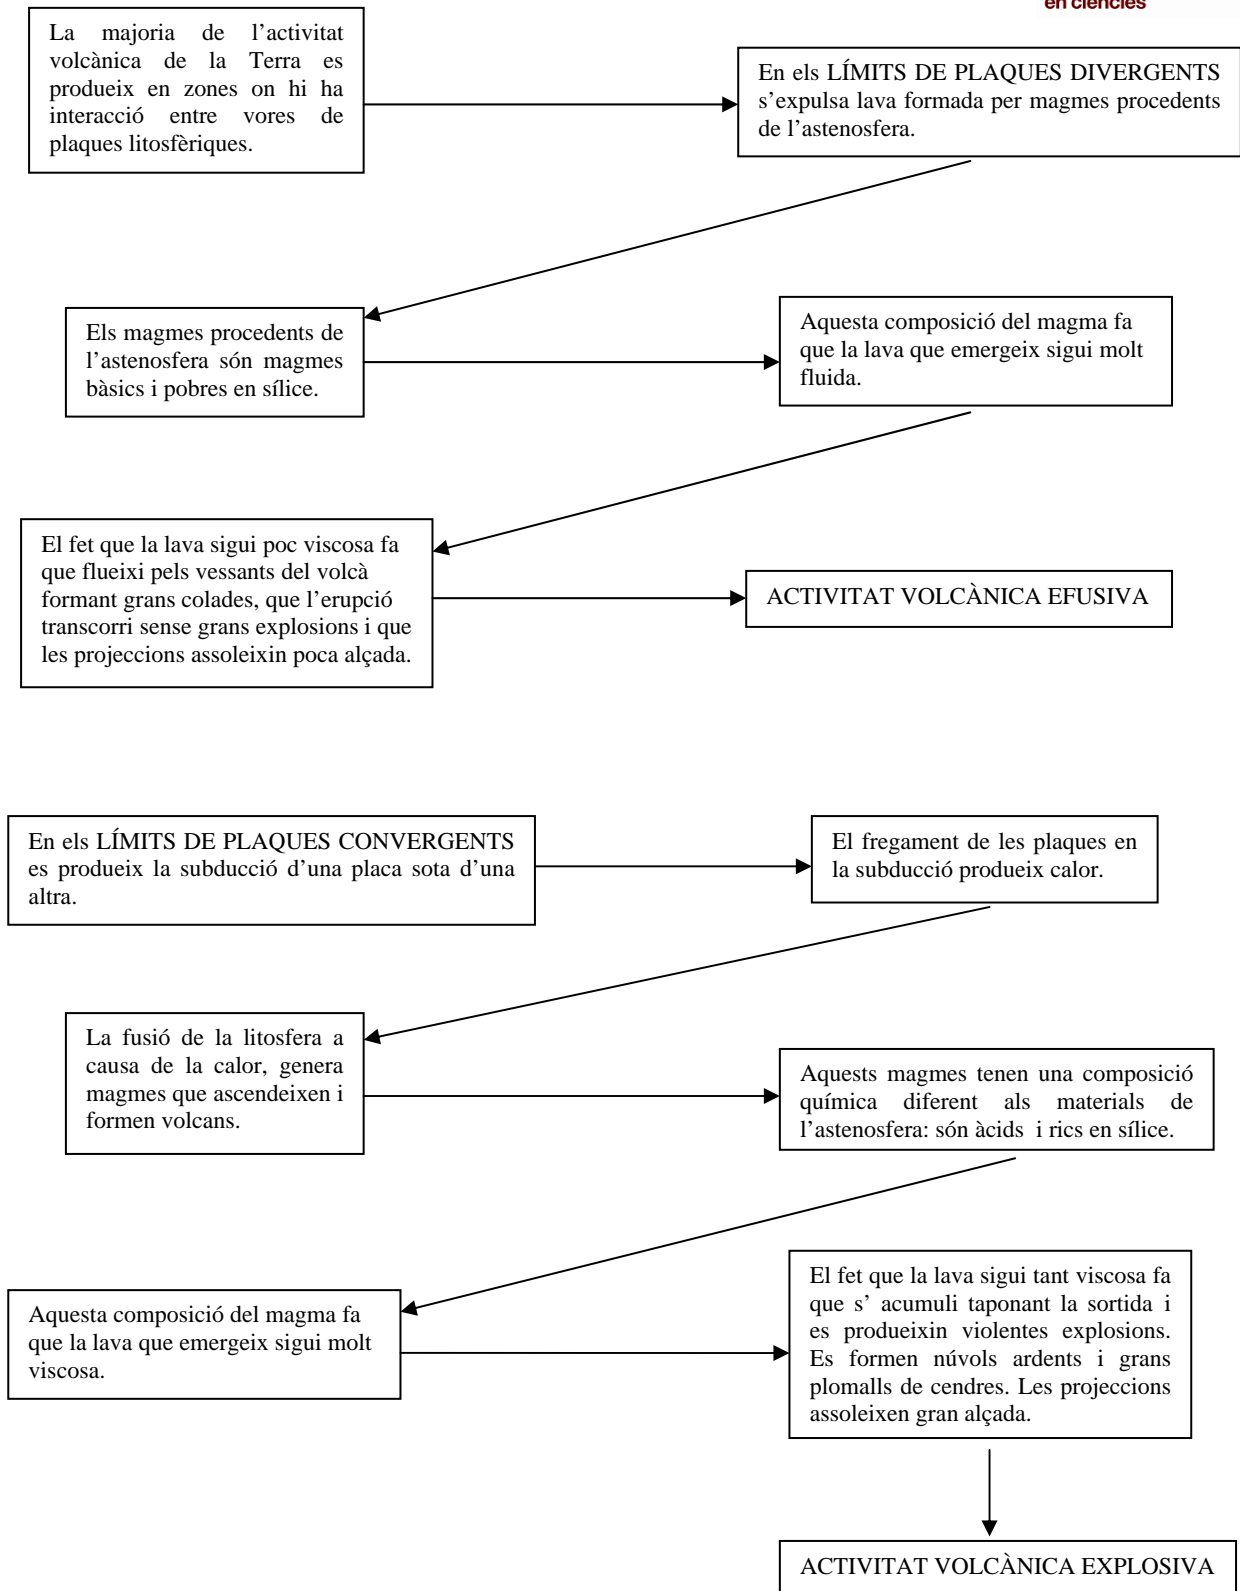 en ciències
La majoria de l’activitat
volcànica de la Terra es
produeix en zones on hi ha
interacció entre vores de
plaques litosfèriques.
En els LÍMITS DE PLAQUES DIVERGENTS
s’expulsa lava formada per magmes procedents
de l’astenosfera.
Els magmes procedents de
l’astenosfera són magmes
bàsics i pobres en sílice.
Aquesta composició del magma fa
que la lava que emergeix sigui molt
fluida.
El fet que la lava sigui poc viscosa fa
que flueixi pels vessants del volcà
formant grans colades, que l’erupció
transcorri sense grans explosions i que
les projeccions assoleixin poca alçada.
ACTIVITAT VOLCÀNICA EFUSIVA
En els LÍMITS DE PLAQUES CONVERGENTS
es produeix la subducció d’una placa sota d’una
altra.
El fregament de les plaques en
la subducció produeix calor.
La fusió de la litosfera a
causa de la calor, genera
magmes que ascendeixen i
formen volcans.
Aquests magmes tenen una composició
química diferent als materials de
l’astenosfera: són àcids i rics en sílice.
Aquesta composició del magma fa
que la lava que emergeix sigui molt
viscosa.
El fet que la lava sigui tant viscosa fa
que s’ acumuli taponant la sortida i
es produeixin violentes explosions.
Es formen núvols ardents i grans
plomalls de cendres. Les projeccions
assoleixen gran alçada.
ACTIVITAT VOLCÀNICA EXPLOSIVA